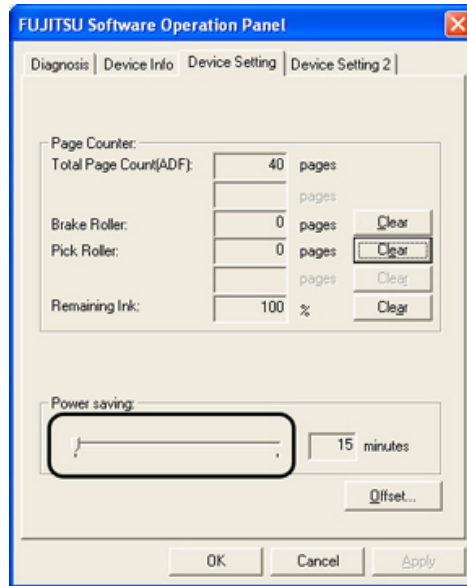 FUJITSU Software Operation Panel
Diagnosis Device Info Device Setting Device Setting 2
Page Counter:
Total Page Count(ADF): 40 pages
pages
Brake Roller: 0 pages Clear
Pick Roller: 0 pages Clear
pages Clear
Remaining Ink: 100 % Clear
Power saving:
15 minutes
Offset...
OK Cancel Apply